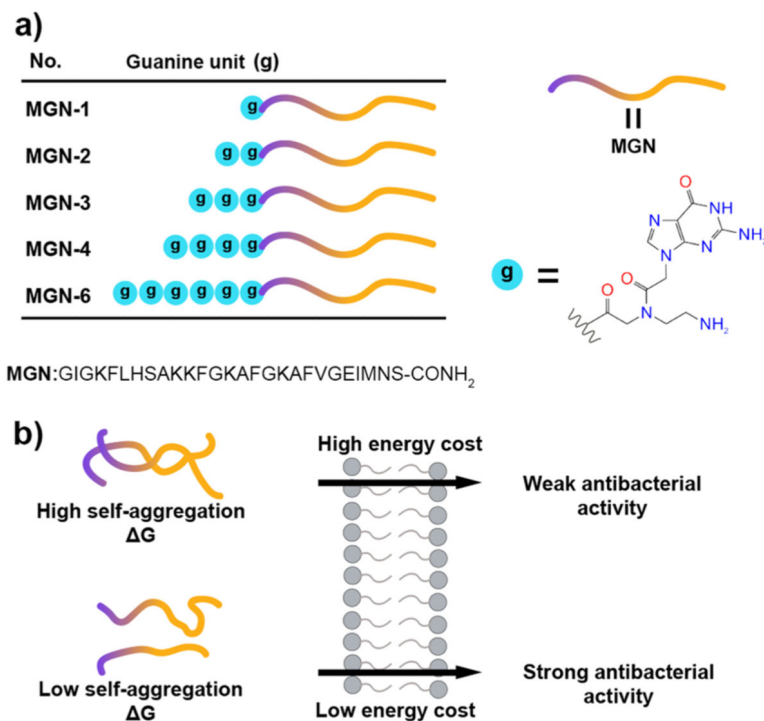 a)
No. Guanine unit (g)
MGN-1 g
MGN-2 g g
MGN-3 g g g
MGN-4 g g g g
MGN-6 g g g g g g
MGN
g =
O
N
NH
N
N
NH2
O
O
N
NH2
MGN:GIGKFLHSAKKFGKAFGKAFVGEIMNS-CONH2
b)
High self-aggregation
ΔG
Low self-aggregation
ΔG
High energy cost
Low energy cost
Weak antibacterial
activity
Strong antibacterial
activity